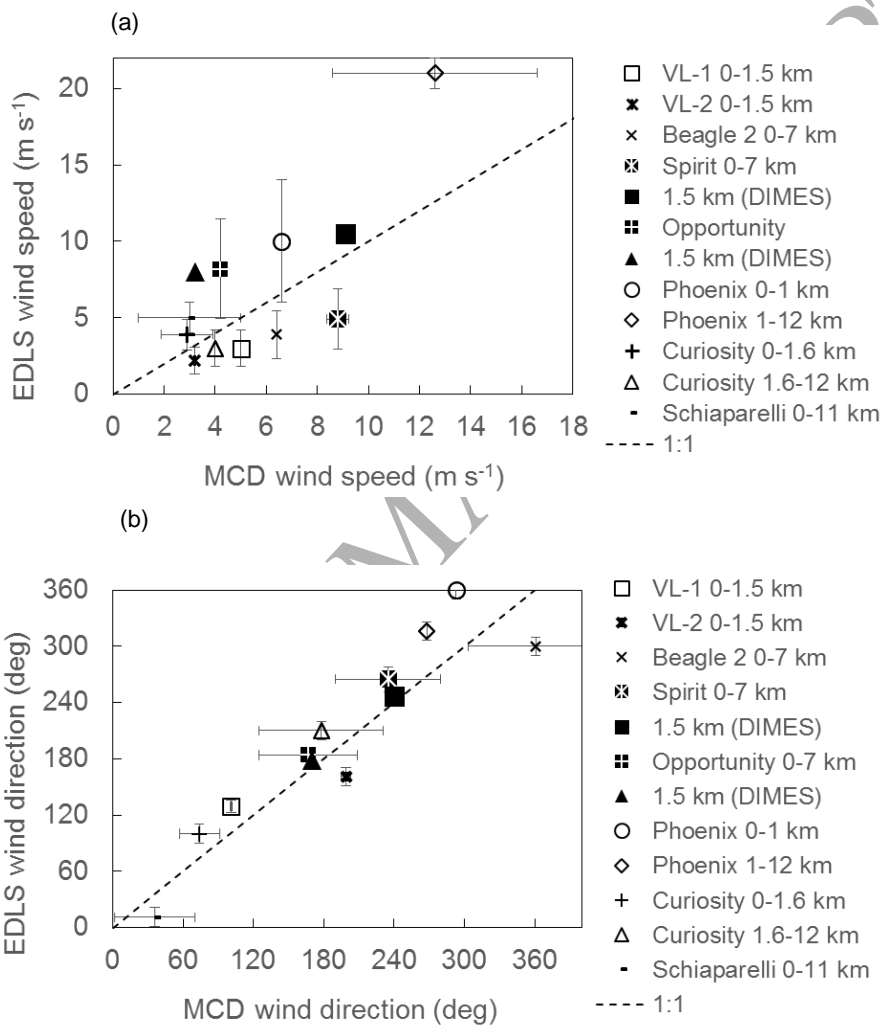 (a)
EDLS wind speed (m s⁻¹)
20
15
10
5
0
0 2 4 6 8 10 12 14 16 18
MCD wind speed (m s⁻¹)
VL-1 0-1.5 km
VL-2 0-1.5 km
Beagle 2 0-7 km
Spirit 0-7 km
1.5 km (DIMES)
Opportunity
1.5 km (DIMES)
Phoenix 0-1 km
Phoenix 1-12 km
Curiosity 0-1.6 km
Curiosity 1.6-12 km
Schiaparelli 0-11 km
1:1
(b)
EDLS wind direction (deg)
360
300
240
180
120
60
0
60 120 180 240 300 360
MCD wind direction (deg)
VL-1 0-1.5 km
VL-2 0-1.5 km
Beagle 2 0-7 km
Spirit 0-7 km
1.5 km (DIMES)
Opportunity 0-7 km
1.5 km (DIMES)
Phoenix 0-1 km
Phoenix 1-12 km
Curiosity 0-1.6 km
Curiosity 1.6-12 km
Schiaparelli 0-11 km
1:1